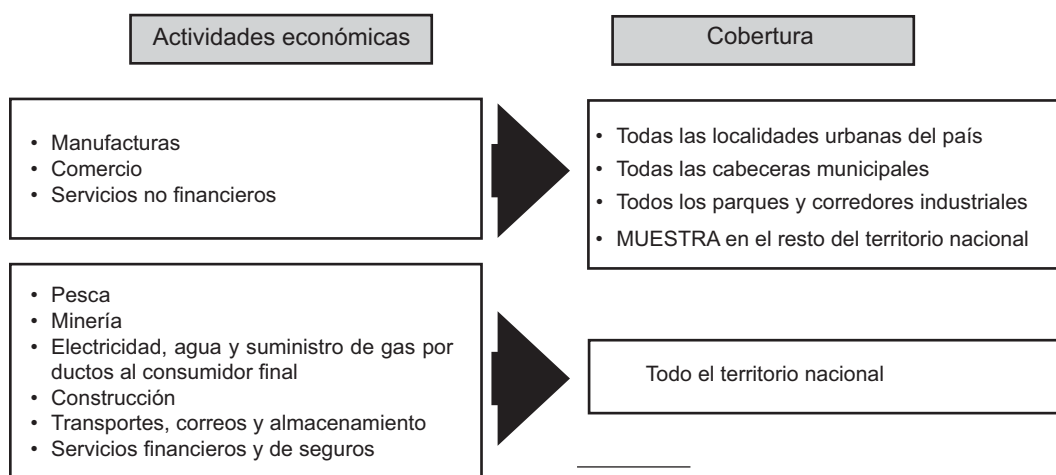 Actividades económicas
Cobertura
• Manufacturas
• Comercio
• Servicios no financieros
• Todas las localidades urbanas del país
• Todas las cabeceras municipales
• Todos los parques y corredores industriales
• MUESTRA en el resto del territorio nacional
• Pesca
• Minería
• Electricidad, agua y suministro de gas por
ductos al consumidor final
• Construcción
• Transportes, correos y almacenamiento
• Servicios financieros y de seguros
Todo el territorio nacional